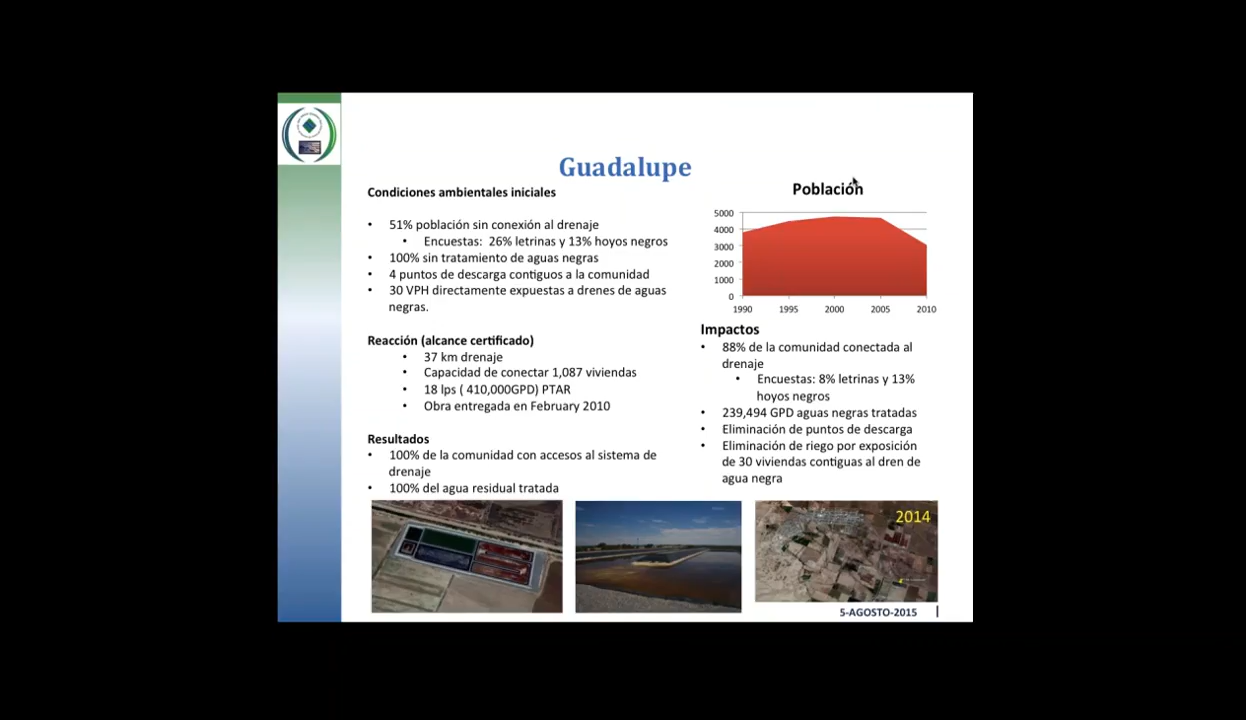 Guadalupe
Condiciones ambientales iniciales
• 51% población sin conexión al drenaje
• Encuestas: 26% letrinas y 13% hoyos negros
• 100% sin tratamiento de aguas negras
• 4 puntos de descarga contiguos a la comunidad
• 30 VPH directamente expuestas a drenes de aguas
negras.
Reacción (alcance certificado)
• 37 km drenaje
• Capacidad de conectar 1,087 viviendas
• 18 lps ( 410,000GPD) PTAR
• Obra entregada en February 2010
Resultados
• 100% de la comunidad con accesos al sistema de
drenaje
• 100% del agua residual tratada
Población
5000
4000
3000
2000
1000
0
1990 1995 2000 2005 2010
Impactos
• 88% de la comunidad conectada al
drenaje
• Encuestas: 8% letrinas y 13%
hoyos negros
• 239,494 GPD aguas negras tratadas
• Eliminación de puntos de descarga
• Eliminación de riego por exposición
de 30 viviendas contiguas al dren de
agua negra
2014
5-AGOSTO-2015